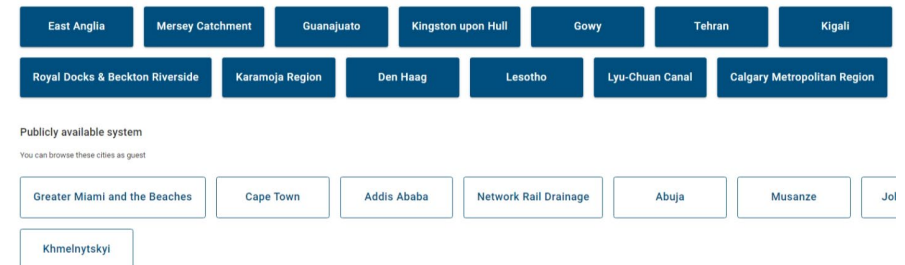 East Anglia Mersey Catchment Guanajuato Kingston upon Hull Gowy Tehran Kigali
Royal Docks & Beckton Riverside Karamoja Region Den Haag Lesotho Lyu-Chuan Canal Calgary Metropolitan Region
Publicly available system
You can browse these cities as guest
Greater Miami and the Beaches Cape Town Addis Ababa Network Rail Drainage Abuja Musanze
Khmelnytskyi